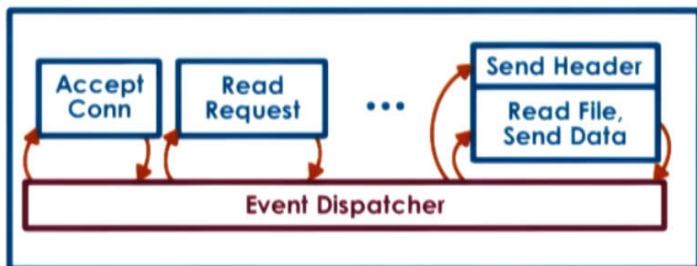 Accept
Conn
Read
Request
...
Send Header
Read File,
Send Data
Event Dispatcher